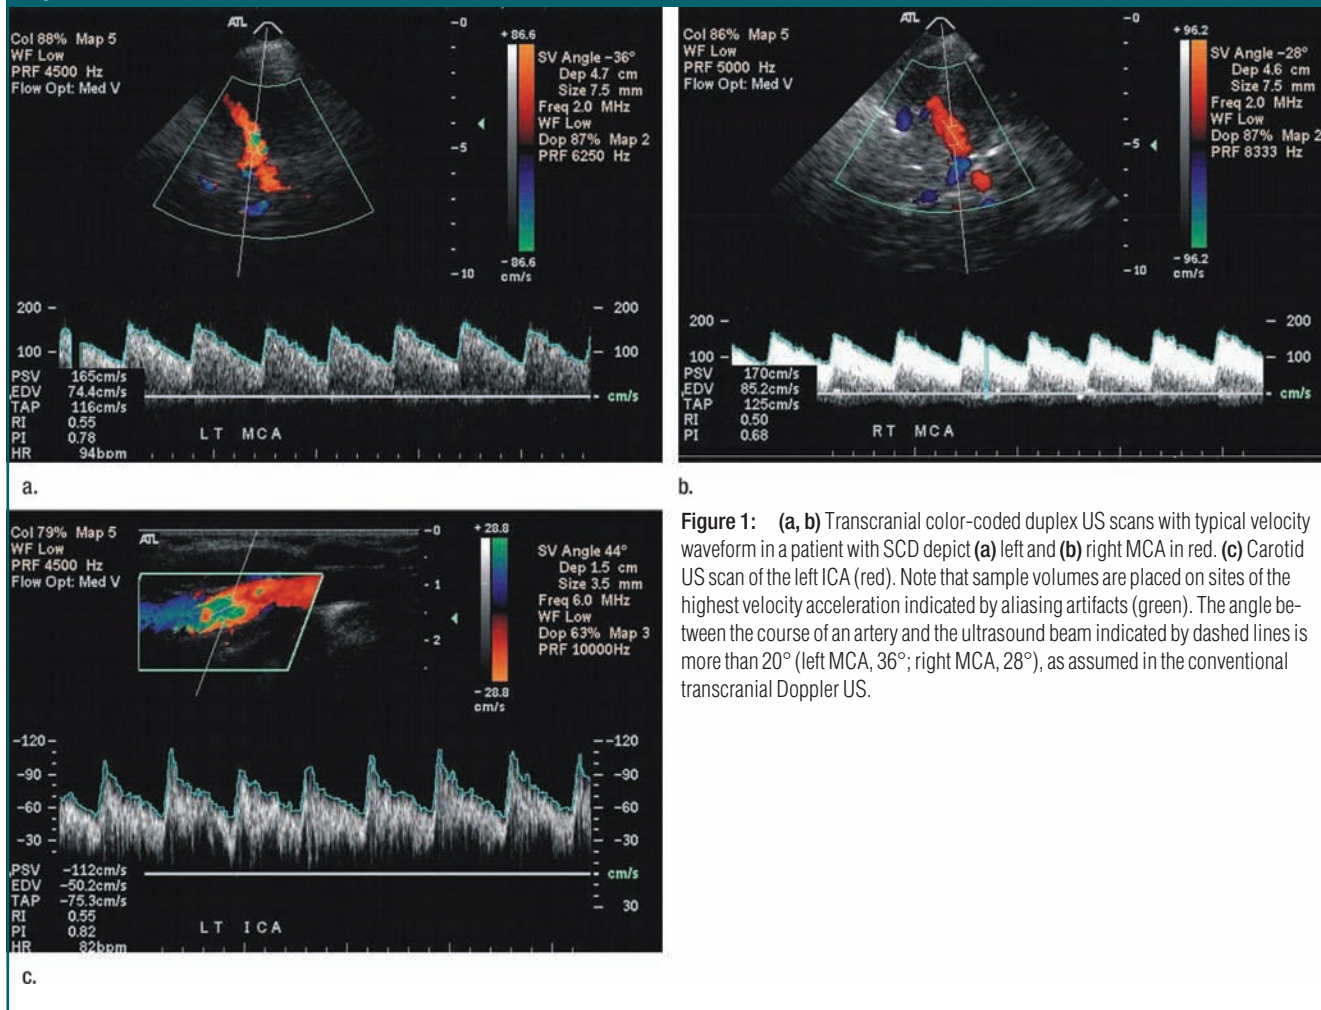 ATL
Col 88% Map 5
WF Low
PRF 4500 Hz
Flow Opt: Med V
-0
-5
-10
+86.6
-86.6
cm/s
SV Angle -36°
Dep 4.7 cm
Size 7.5 mm
Freq 2.0 MHz
WF Low
Dop 87% Map 2
PRF 6250 Hz
200
100
200
100
cm/s
PSV 165cm/s
EDV 74.4cm/s
TAP 116cm/s
RI 0.55
PI 0.78
HR 94bpm
LT MCA
a.
ATL
Col 86% Map 5
WF Low
PRF 5000 Hz
Flow Opt: Med V
-0
-5
-10
+96.2
-96.2
cm/s
SV Angle -28°
Dep 4.6 cm
Size 7.5 mm
Freq 2.0 MHz
WF Low
Dop 87% Map 2
PRF 8333 Hz
200
100
200
100
cm/s
PSV 170cm/s
EDV 85.2cm/s
TAP 125cm/s
RI 0.50
PI 0.68
RT MCA
b.
Col 79% Map 5
WF Low
PRF 4500 Hz
Flow Opt: Med V
ATL
-0
-1
-2
+28.8
-28.8
cm/s
SV Angle 44°
Dep 1.5 cm
Size 3.5 mm
Freq 6.0 MHz
WF Low
Dop 63% Map 3
PRF 10000Hz
-120
-90
-60
-30
-120
-90
-60
-30
cm/s
30
PSV -112cm/s
EDV -50.2cm/s
TAP -75.3cm/s
RI 0.55
PI 0.82
HR 82bpm
LT ICA
c.
Figure 1: (a, b) Transcranial color-coded duplex US scans with typical velocity
waveform in a patient with SCD depict (a) left and (b) right MCA in red. (c) Carotid
US scan of the left ICA (red). Note that sample volumes are placed on sites of the
highest velocity acceleration indicated by aliasing artifacts (green). The angle be-
tween the course of an artery and the ultrasound beam indicated by dashed lines is
more than 20° (left MCA, 36°; right MCA, 28°), as assumed in the conventional
transcranial Doppler US.